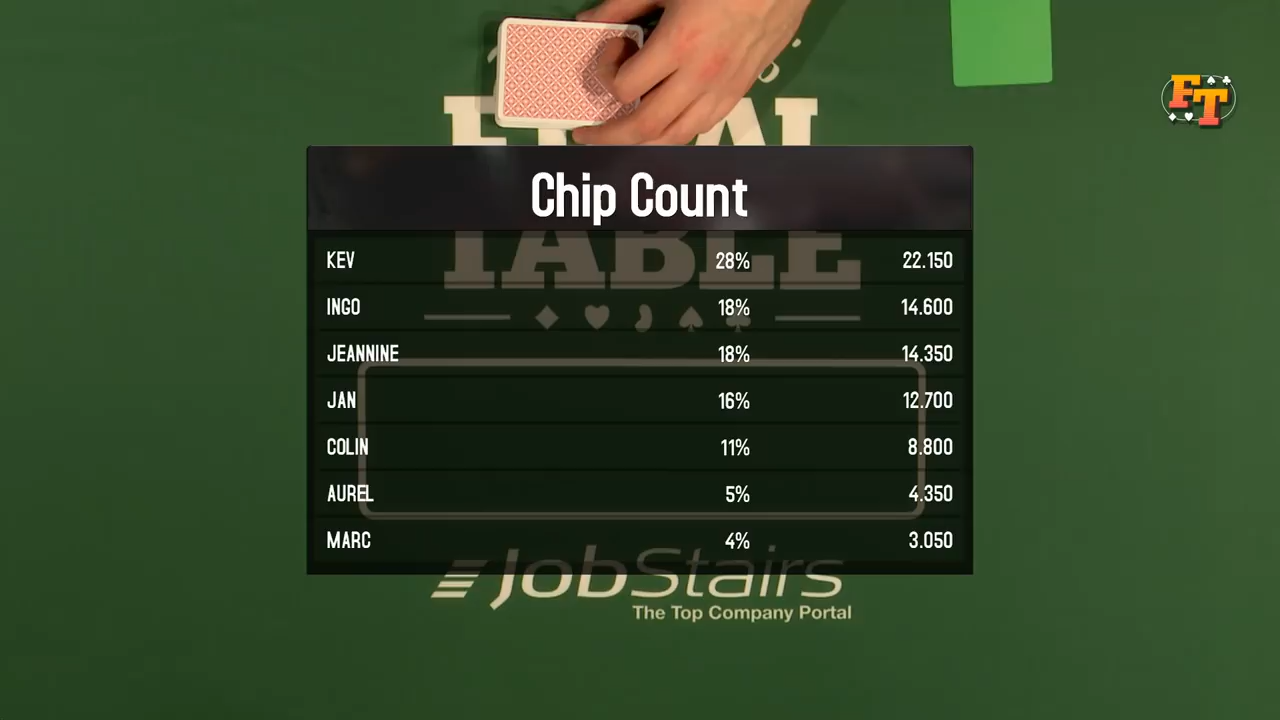 FT
Chip Count
TABLE
KEV 28% 22.150
INGO 18% 14.600
JEANNINE 18% 14.350
JAN 16% 12.700
COLIN 11% 8.800
AUREL 5% 4.350
MARC 4% 3.050
JobStairs
The Top Company Portal